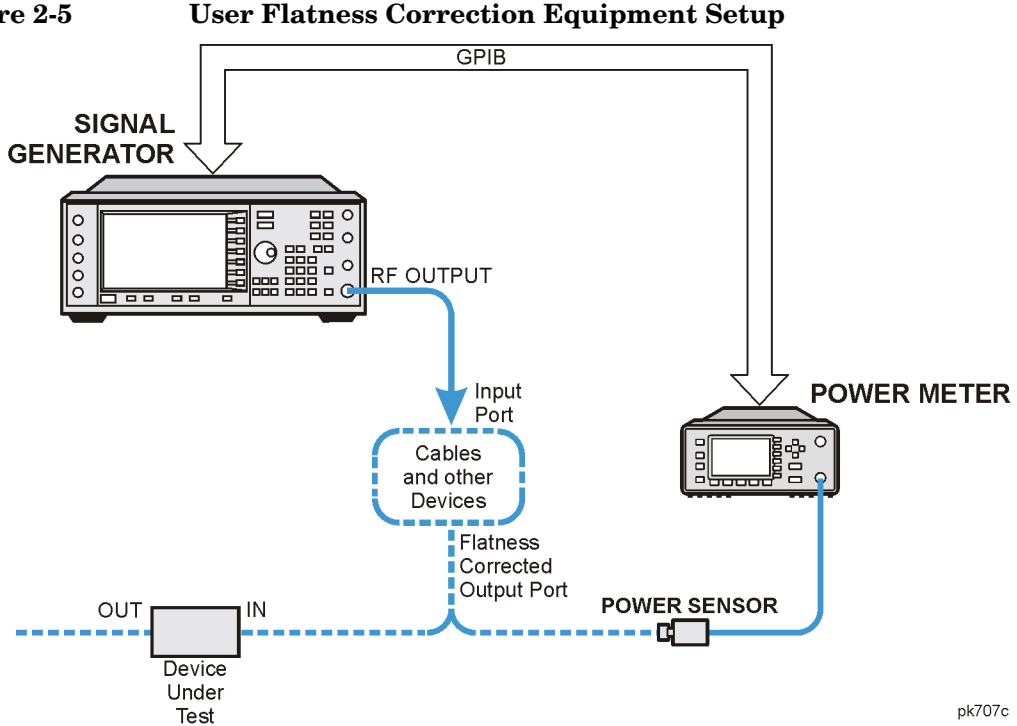 re 2-5 User Flatness Correction Equipment Setup
GPIB
SIGNAL
GENERATOR
RF OUTPUT
Input
Port
POWER METER
Cables
and other
Devices
Flatness
Corrected
Output Port
POWER SENSOR
OUT
IN
Device
Under
Test
pk707c